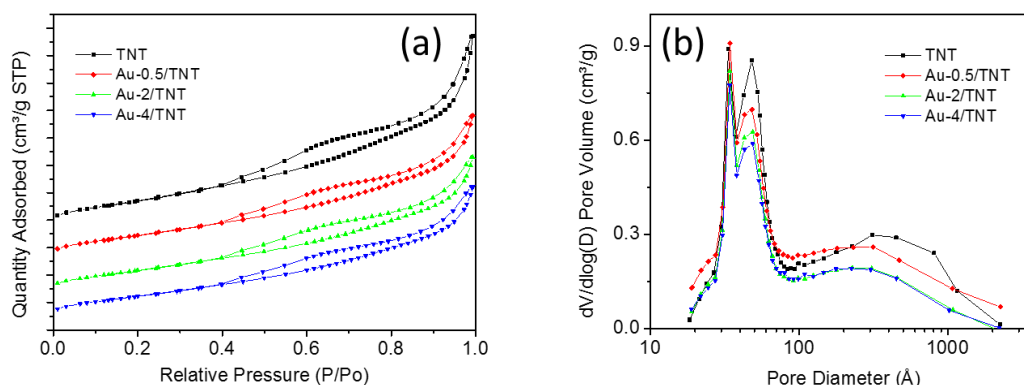 (a)
TNT
Au-0.5/TNT
Au-2/TNT
Au-4/TNT
Quantity Adsorbed (cm³/g STP)
0.0 0.2 0.4 0.6 0.8 1.0
Relative Pressure (P/Po)
(b)
TNT
Au-0.5/TNT
Au-2/TNT
Au-4/TNT
dV/dlog(D) Pore Volume (cm³/g)
0.9
0.6
0.3
0.0
10 100 1000
Pore Diameter (Å)